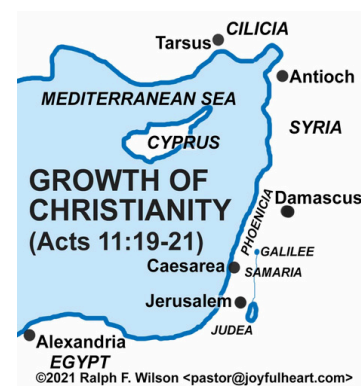 CILICIA
Tarsus
Antioch
MEDITERRANEAN SEA
SYRIA
CYPRUS
GROWTH OF
CHRISTIANITY
(Acts 11:19-21)
Damascus
PHOENICIA
GALILEE
Caesarea
SAMARIA
Jerusalem
JUDEA
Alexandria
EGYPT
©2021 Ralph F. Wilson <pastor@joyfulheart.com>